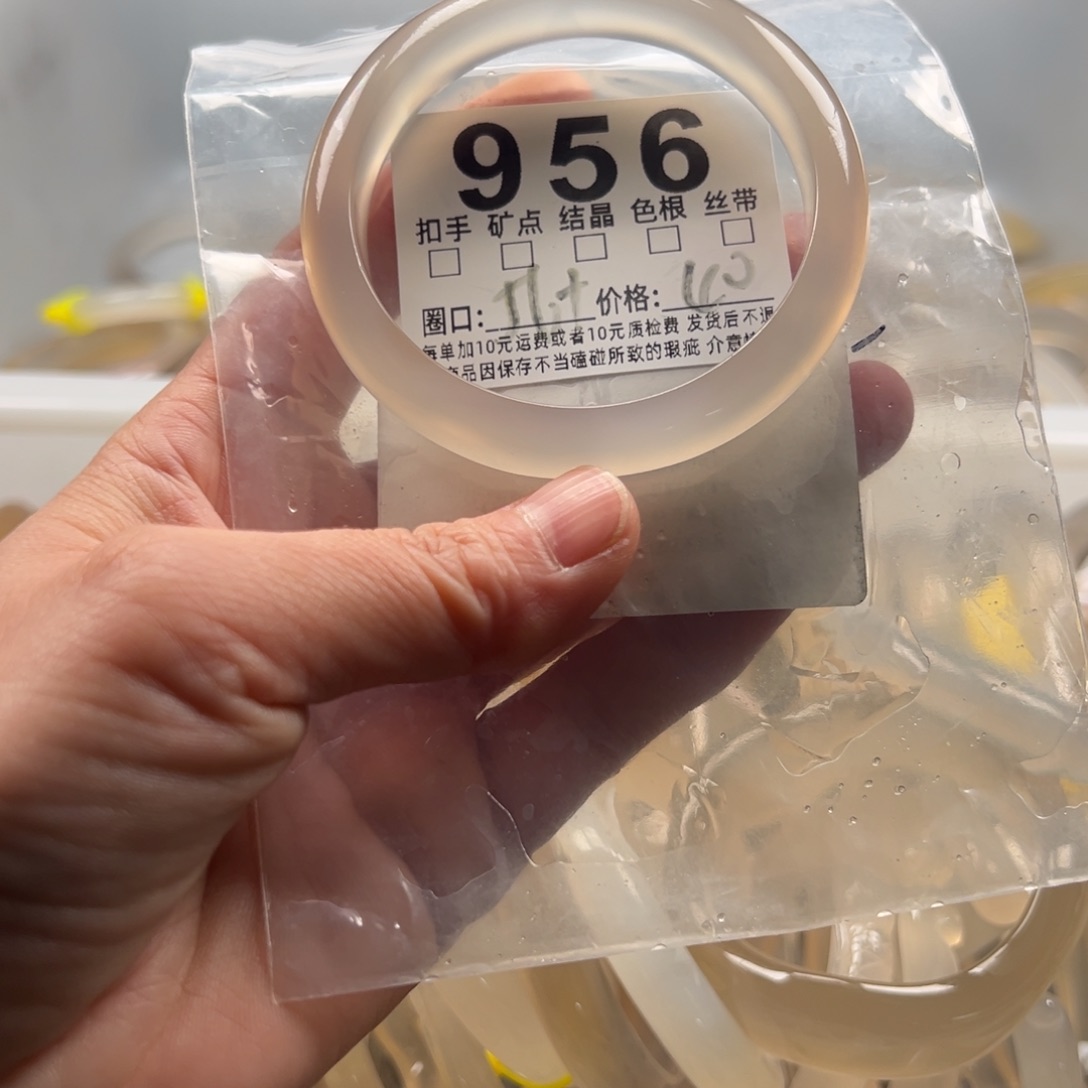 956
扣手 矿点 结晶 色根 丝带
圈口: 价格:
每单加10元运费或者10元质检费 发货后不退
商品因保存不当磕碰所致的瑕疵 介意